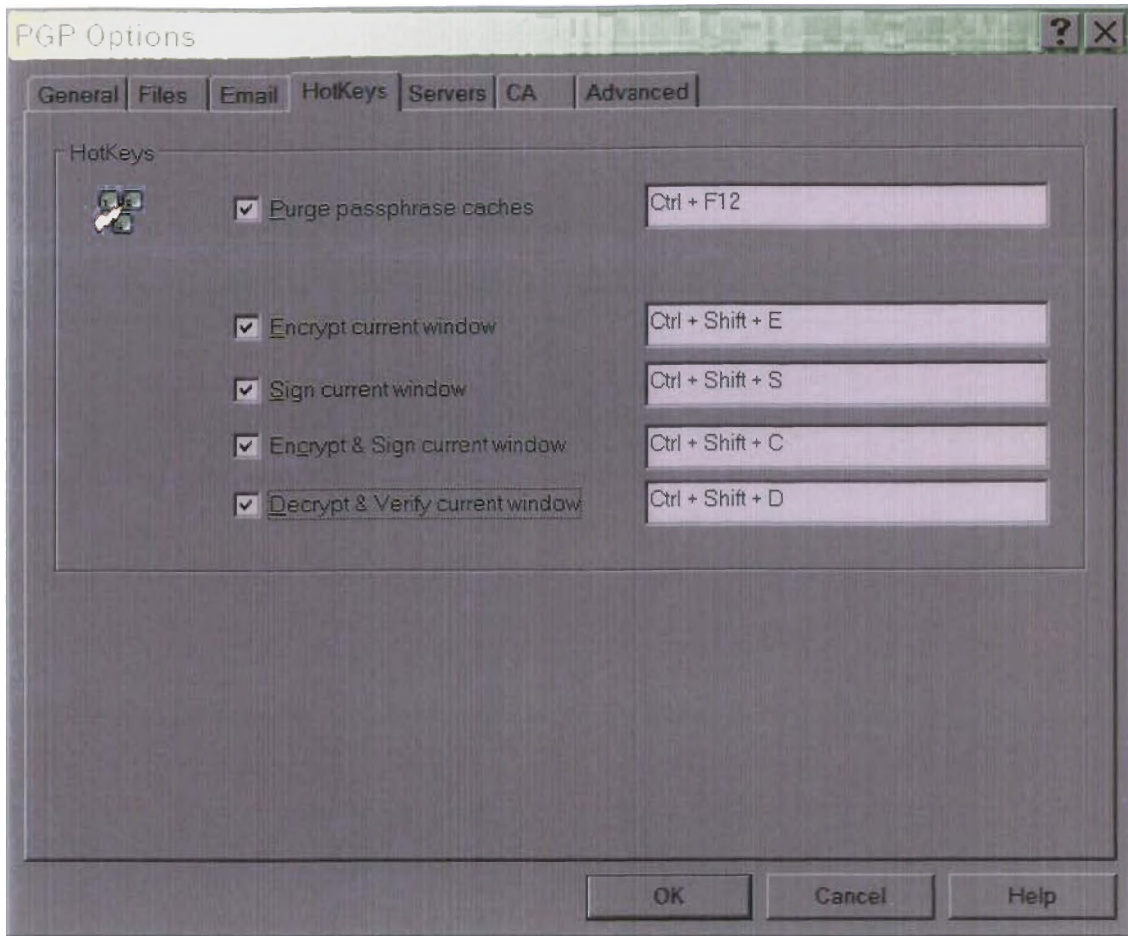 PGP Options ? X
General Files Email HotKeys Servers CA Advanced
HotKeys
Purge passphrase caches Ctrl + F12
Encrypt current window Ctrl + Shift + E
Sign current window Ctrl + Shift + S
Encrypt & Sign current window Ctrl + Shift + C
Decrypt & Verify current window Ctrl + Shift + D
OK Cancel Help